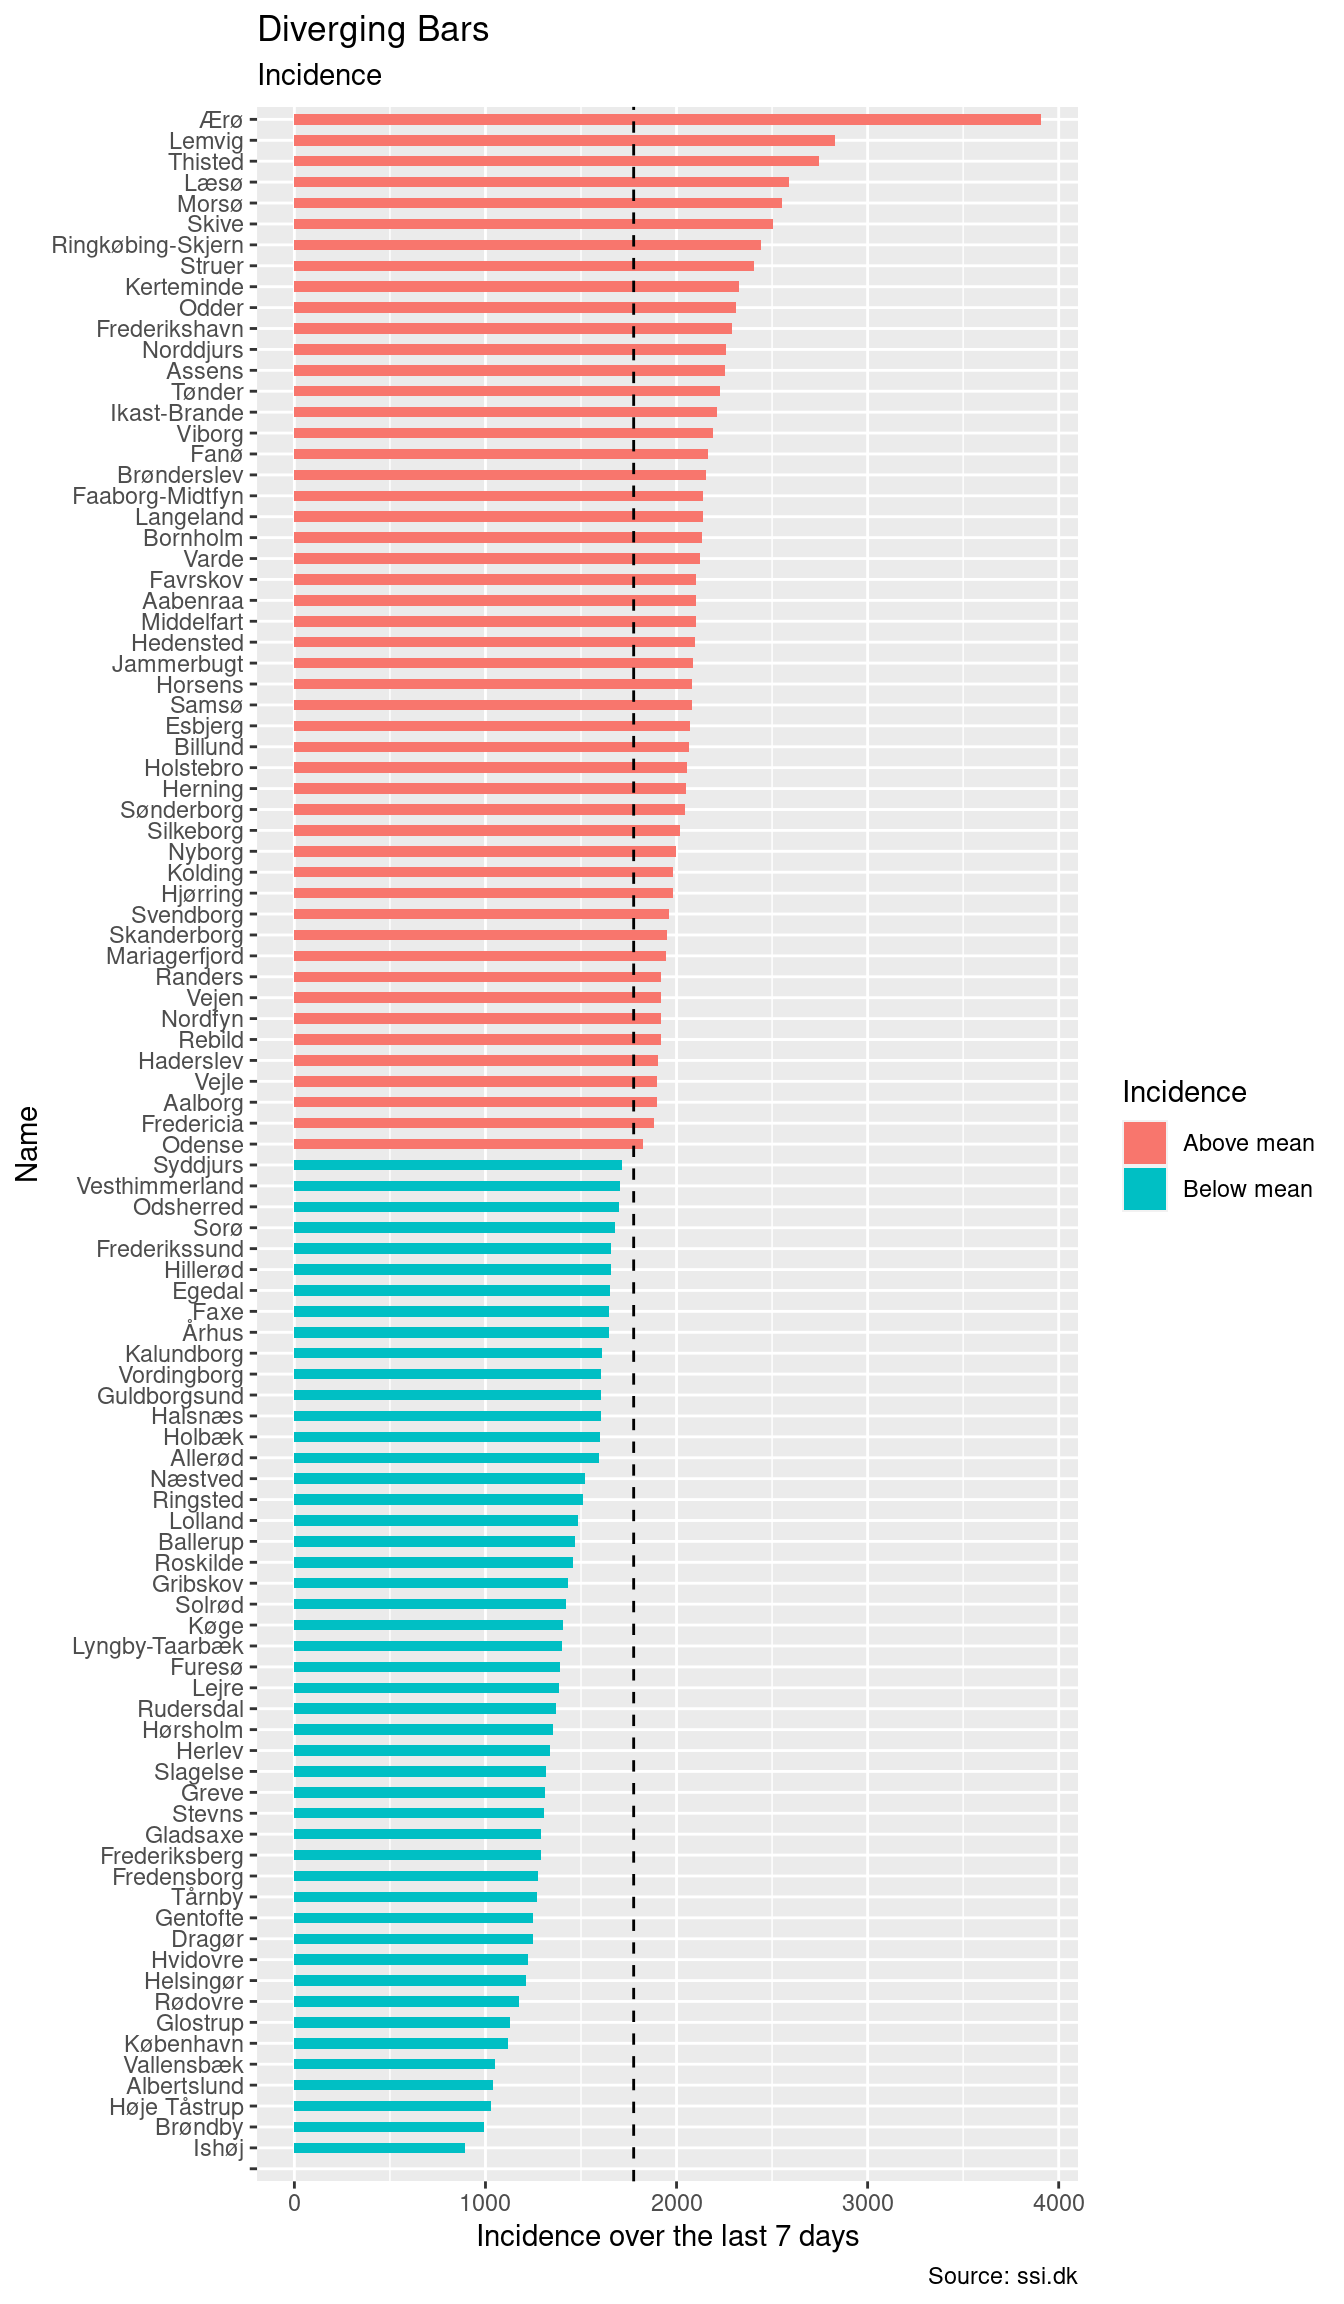 Diverging Bars
Incidence
Ærø
Lemvig
Thisted
Læsø
Morsø
Skive
Ringkøbing-Skjern
Struer
Kerteminde
Odder
Frederikshavn
Norddjurs
Assens
Tønder
Ikast-Brande
Viborg
Fanø
Brønderslev
Faaborg-Midtfyn
Langeland
Bornholm
Varde
Favrskov
Aabenraa
Middelfart
Hedensted
Jammerbugt
Horsens
Samsø
Esbjerg
Billund
Holstebro
Herning
Sønderborg
Silkeborg
Nyborg
Kolding
Hjørring
Svendborg
Skanderborg
Mariagerfjord
Randers
Vejen
Nordfyn
Rebild
Haderslev
Vejle
Aalborg
Fredericia
Odense
Syddjurs
Vesthimmerland
Odsherred
Sorø
Frederikssund
Hillerød
Egedal
Faxe
Århus
Kalundborg
Vordingborg
Guldborgsund
Halsnæs
Holbæk
Allerød
Næstved
Ringsted
Lolland
Ballerup
Roskilde
Gribskov
Solrød
Køge
Lyngby-Taarbæk
Furesø
Lejre
Rudersdal
Hørsholm
Herlev
Slagelse
Greve
Stevns
Gladsaxe
Frederiksberg
Fredensborg
Tårnby
Gentofte
Dragør
Hvidovre
Helsingør
Rødovre
Glostrup
København
Vallensbæk
Albertslund
Høje Tåstrup
Brøndby
Ishøj
Name
0 1000 2000 3000 4000
Incidence over the last 7 days
Source: ssi.dk
Incidence
Above mean
Below mean